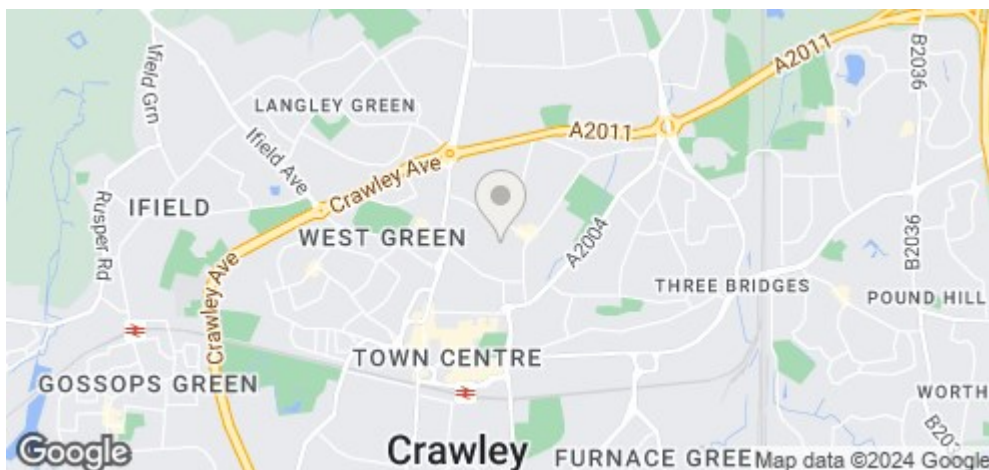 A2011
B2036
Ifield Grn
LANGLEY GREEN
A2011
Ifield Ave
Crawley Ave
Rusper Rd
IFIELD
WEST GREEN
A2004
B2036
Crawley Ave
THREE BRIDGES
POUND HILL
TOWN CENTRE
GOSSOPS GREEN
WORTH
Crawley
FURNACE GREE
Google
Map data ©2024 Google